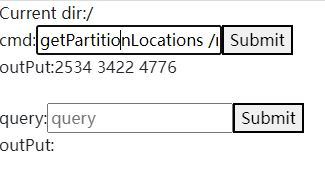 Current dir:/
cmd: getPartitionLocations / Submit
outPut:2534 3422 4776
query: query Submit
outPut: